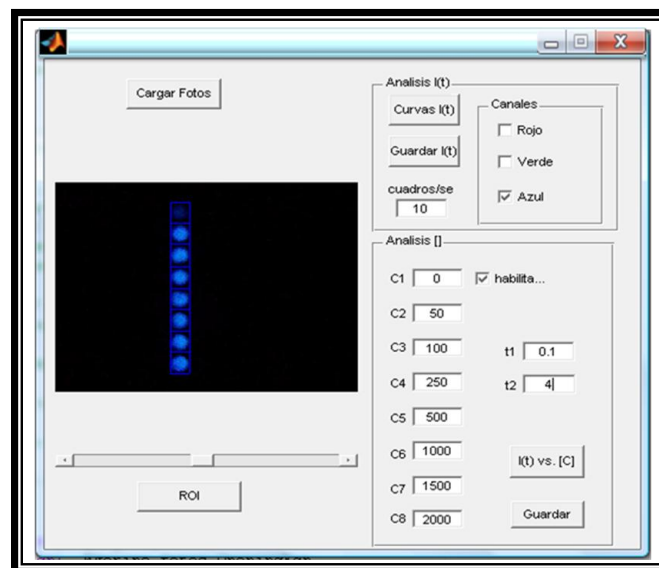 Cargar Fotos
Analisis I(t)
Curvas I(t)
Guardar I(t)
cuadros/se
10
Canales
Rojo
Verde
Azul
Analisis []
C1 0 habilita...
C2 50
C3 100
t1 0.1
C4 250
t2 4
C5 500
C6 1000
I(t) vs. [C]
C7 1500
C8 2000
Guardar
ROI